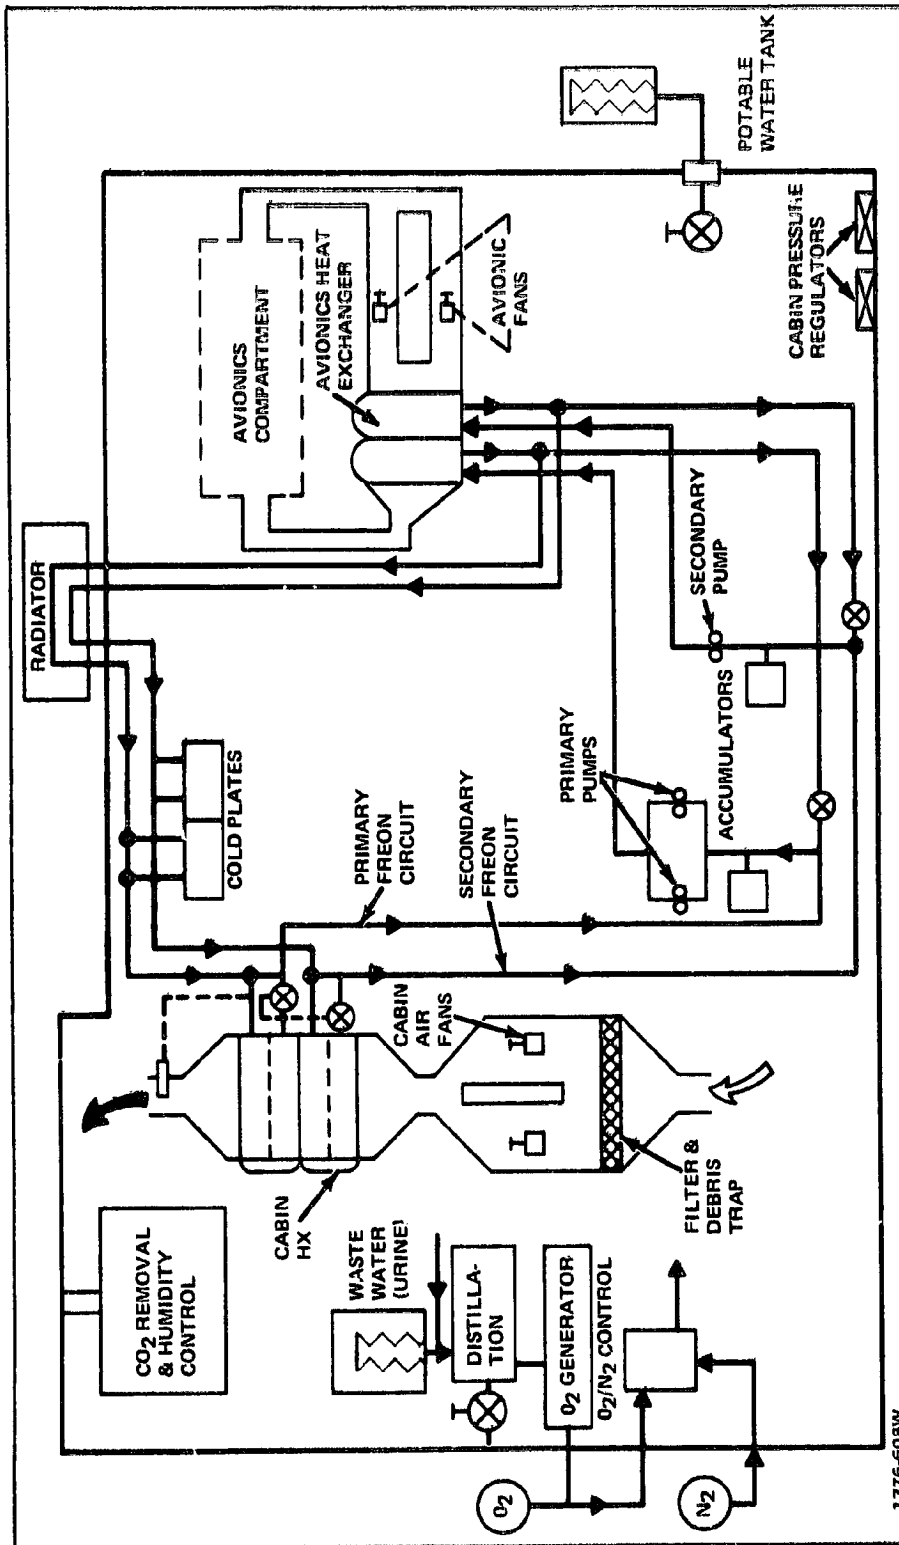 CO2 REMOVAL
& HUMIDITY
CONTROL
RADIATOR
COLD PLATES
AVIONICS
COMPARTMENT
AVIONICS HEAT
EXCHANGER
AVIONIC
FANS
POTABLE
WATER TANK
CABIN PRESSURE
REGULATORS
SECONDARY
PUMP
ACCUMULATORS
PRIMARY
PUMPS
PRIMARY
FREON
CIRCUIT
SECONDARY
FREON
CIRCUIT
CABIN
AIR
FANS
CABIN
HX
FILTER &
DEBRIS
TRAP
WASTE
WATER
(URINE)
DISTILLA-
TION
O2 GENERATOR
O2/N2 CONTROL
O2
N2